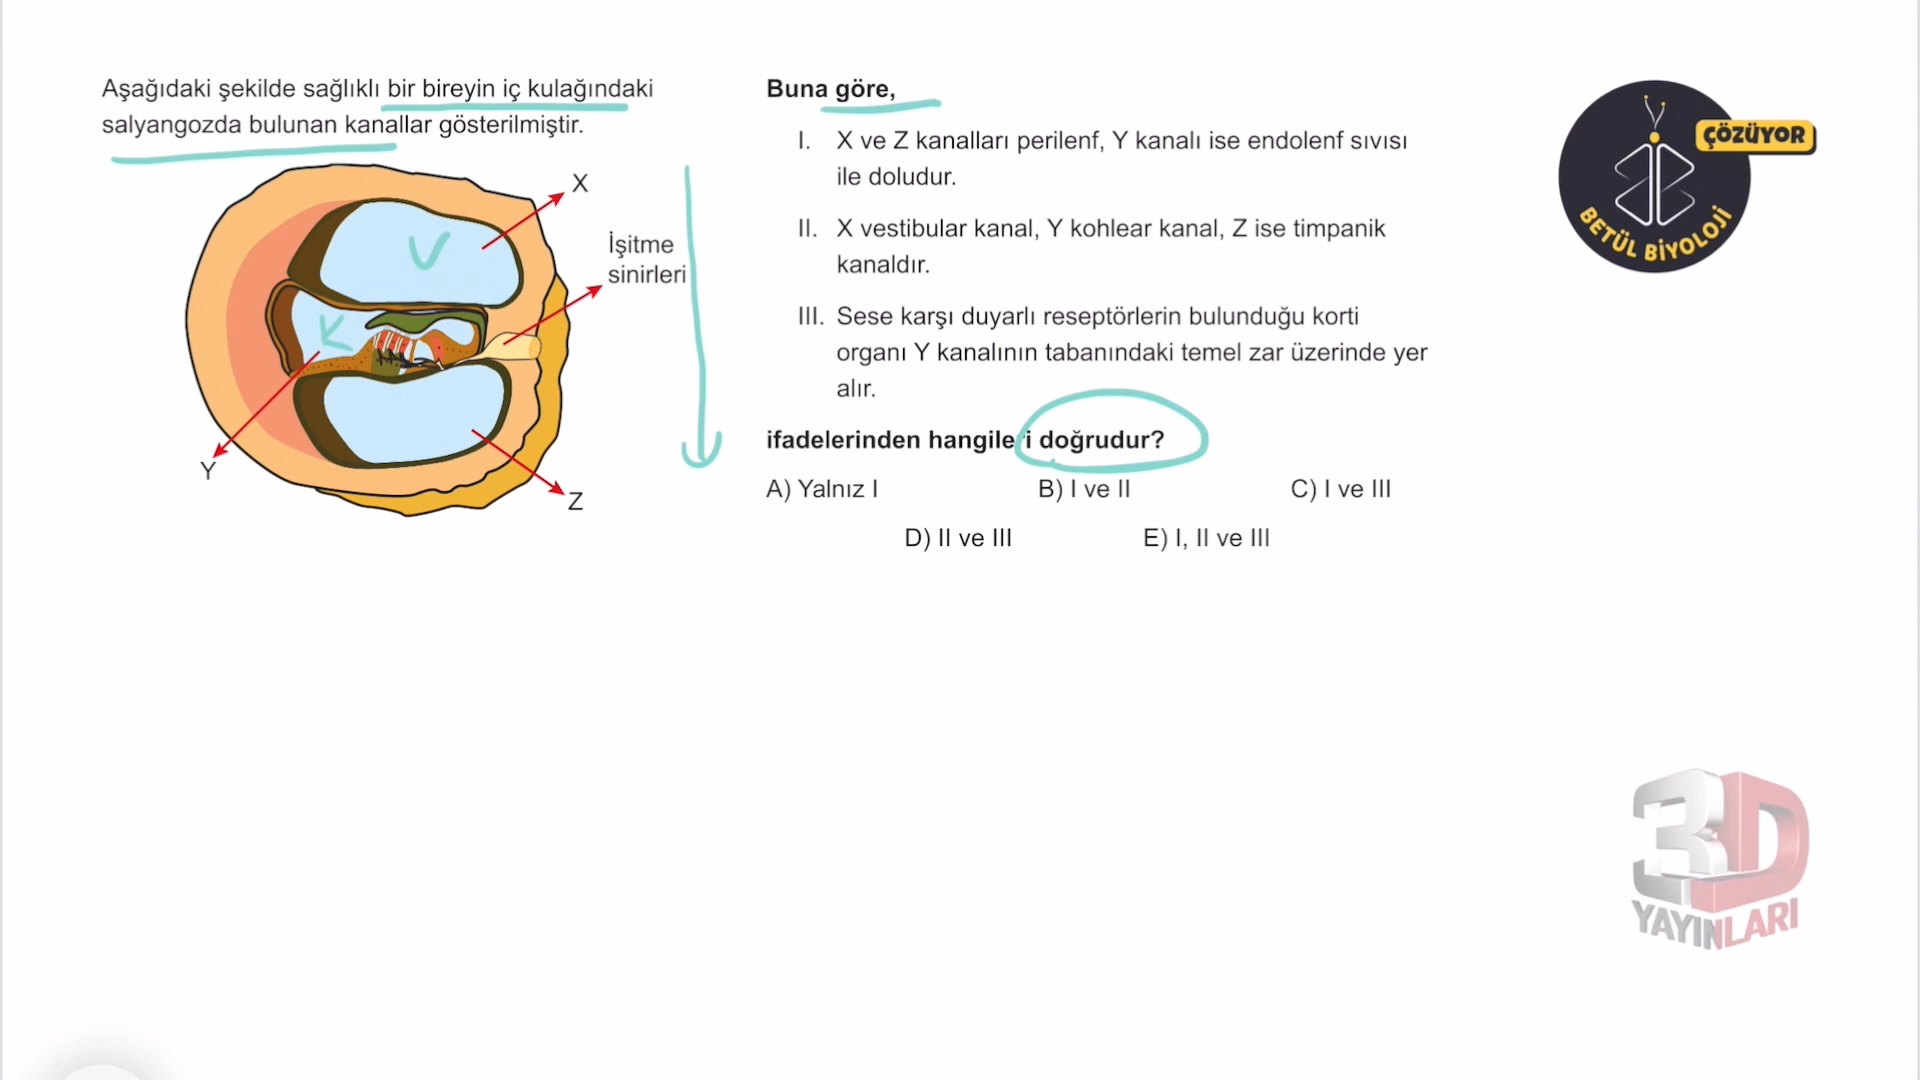 Aşağıdaki şekilde sağlıklı bir bireyin iç kulağındaki
salyangozda bulunan kanallar gösterilmiştir.
X
İşitme
sinirleri
V
K
Y
Z
Buna göre,
I. X ve Z kanalları perilenf, Y kanalı ise endolenf sıvısı
ile doludur.
II. X vestibular kanal, Y kohlear kanal, Z ise timpanik
kanaldır.
III. Sese karşı duyarlı reseptörlerin bulunduğu korti
organı Y kanalının tabanındaki temel zar üzerinde yer
alır.
ifadelerinden hangileri doğrudur?
A) Yalnız I B) I ve II C) I ve III
D) II ve III E) I, II ve III
ÇÖZÜYOR
BETÜL BİYOLOJİ
3D
YAYINLARI